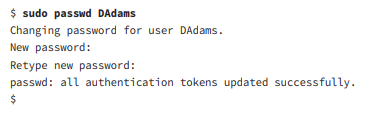 $ sudo passwd DAdams
Changing password for user DAdams.
New password:
Retype new password:
passwd: all authentication tokens updated successfully.
$